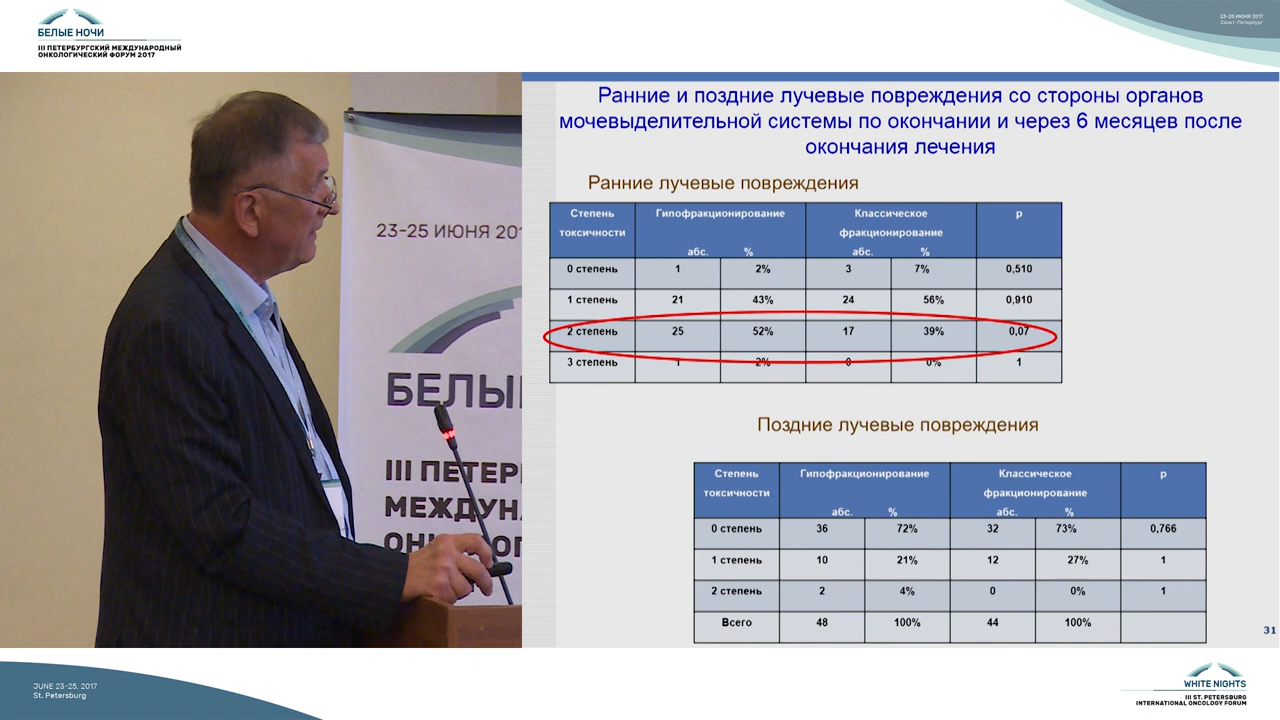 БЕЛЫЕ НОЧИ
III ПЕТЕРБУРГСКИЙ МЕЖДУНАРОДНЫЙ
ОНКОЛОГИЧЕСКИЙ ФОРУМ 2017
23-25 ИЮНЯ 2017
Санкт-Петербург
23-25 ИЮНЯ 201
БЕЛЫ
III ПЕТЕР
МЕЖДУН
ОН
Ранние и поздние лучевые повреждения со стороны органов
мочевыделительной системы по окончании и через 6 месяцев после
окончания лечения
Ранние лучевые повреждения
Степень токсичности Гипофракционирование абс. % Классическое фракционирование абс. % р
0 степень 1 2% 3 7% 0,510
1 степень 21 43% 24 56% 0,910
2 степень 25 52% 17 39% 0,07
3 степень 1 2% 0 0% 1
Поздние лучевые повреждения
Степень токсичности Гипофракционирование абс. % Классическое фракционирование абс. % р
0 степень 36 72% 32 73% 0,766
1 степень 10 21% 12 27% 1
2 степень 2 4% 0 0% 1
Всего 48 100% 44 100%
31
JUNE 23-25, 2017
St. Petersburg
WHITE NIGHTS
III ST. PETERSBURG
INTERNATIONAL ONCOLOGY FORUM